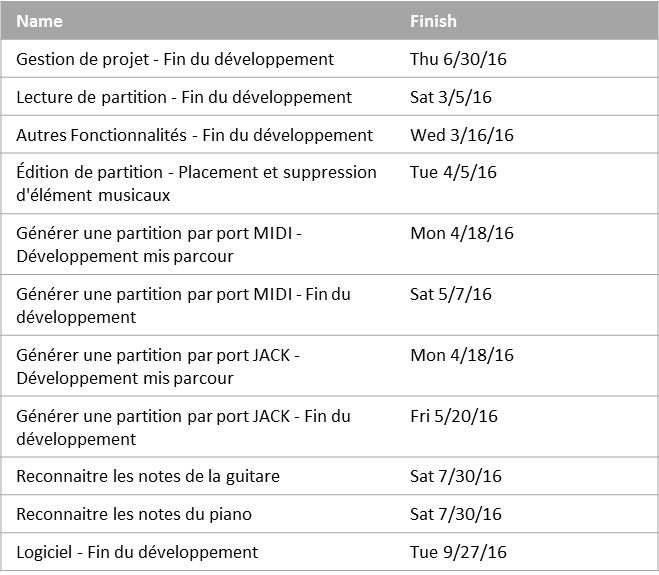 Name Finish
Gestion de projet - Fin du développement Thu 6/30/16
Lecture de partition - Fin du développement Sat 3/5/16
Autres Fonctionnalités - Fin du développement Wed 3/16/16
Édition de partition - Placement et suppression Tue 4/5/16
d'élément musicaux
Générer une partition par port MIDI - Mon 4/18/16
Développement mis parcour
Générer une partition par port MIDI - Fin du Sat 5/7/16
développement
Générer une partition par port JACK - Mon 4/18/16
Développement mis parcour
Générer une partition par port JACK - Fin du Fri 5/20/16
développement
Reconnaitre les notes de la guitare Sat 7/30/16
Reconnaitre les notes du piano Sat 7/30/16
Logiciel - Fin du développement Tue 9/27/16